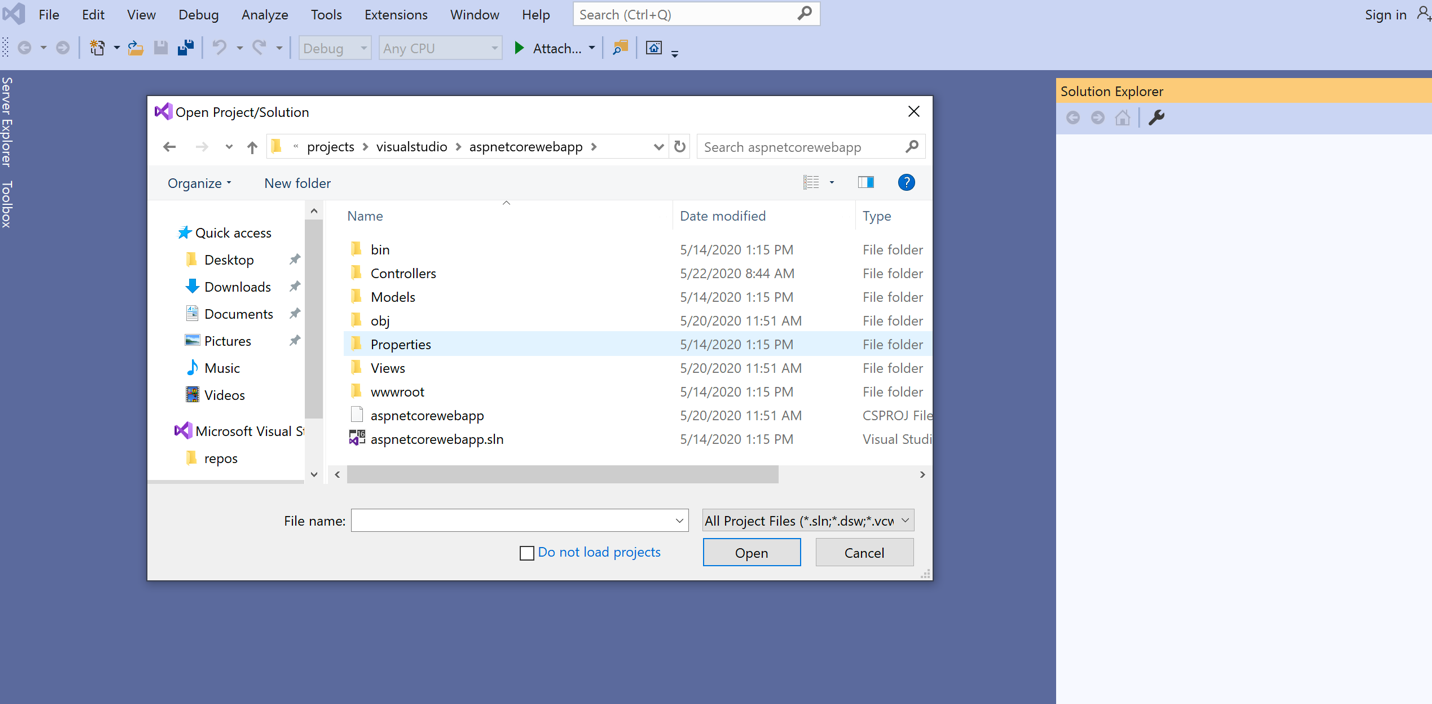 File Edit View Debug Analyze Tools Extensions Window Help Search (Ctrl+Q) Sign in
Debug Any CPU Attach...
Server Explorer
Toolbox
Solution Explorer
Open Project/Solution
« projects > visualstudio > aspnetcorewebapp > Search aspnetcorewebapp
Organize New folder ?
Name Date modified Type
Quick access
Desktop
Downloads
Documents
Pictures
Music
Videos
Microsoft Visual St
repos
bin 5/14/2020 1:15 PM File folder
Controllers 5/22/2020 8:44 AM File folder
Models 5/14/2020 1:15 PM File folder
obj 5/20/2020 11:51 AM File folder
Properties 5/14/2020 1:15 PM File folder
Views 5/20/2020 11:51 AM File folder
wwwroot 5/14/2020 1:15 PM File folder
aspnetcorewebapp 5/20/2020 11:51 AM CSPROJ File
aspnetcorewebapp.sln 5/14/2020 1:15 PM Visual Studi
File name: All Project Files (*.sln;*.dsw;*.vcw
Do not load projects Open Cancel